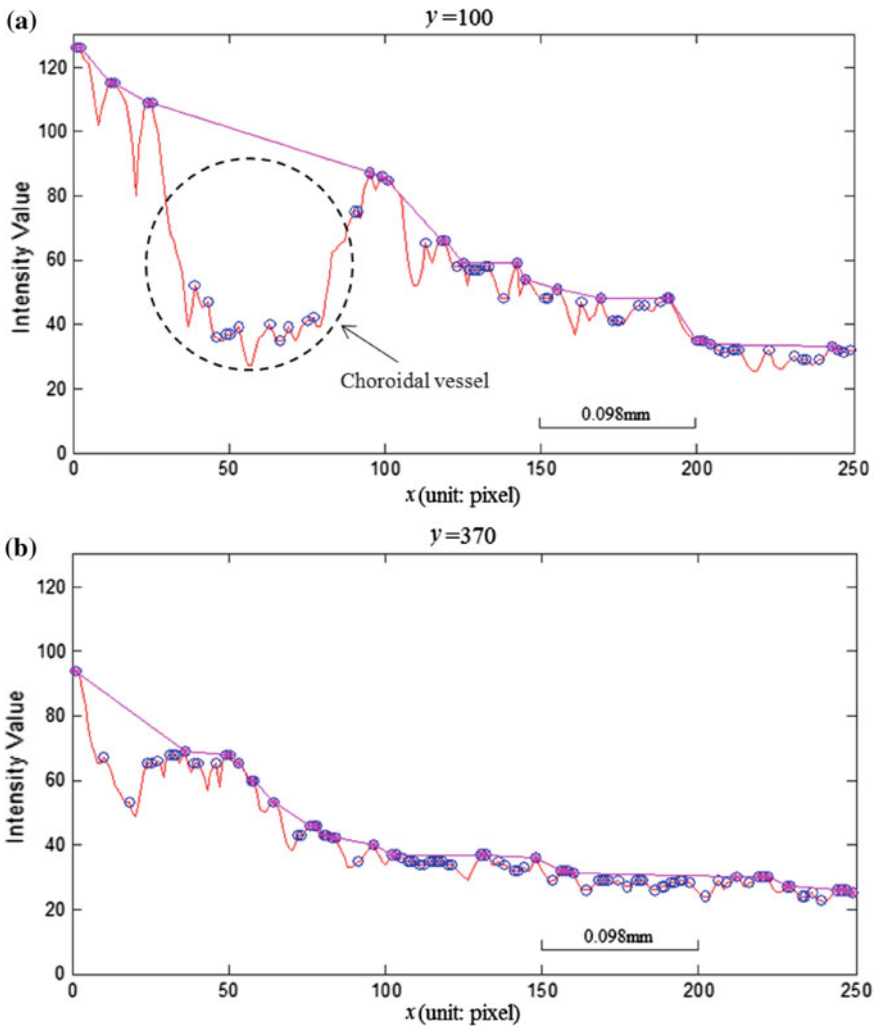 (a)
y=100
120
100
80
60
40
20
0
Intensity Value
Choroidal vessel
0.098mm
0 50 100 150 200 250
x (unit: pixel)
(b)
y=370
120
100
80
60
40
20
0
Intensity Value
0.098mm
0 50 100 150 200 250
x (unit: pixel)